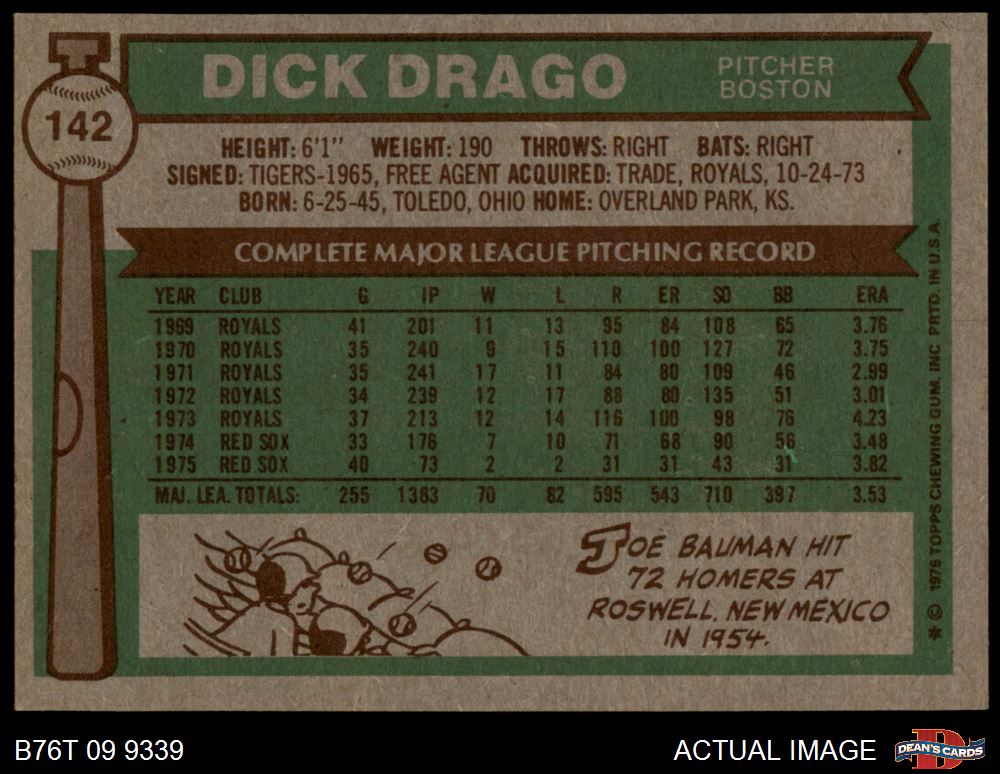 DICK DRAGO
PITCHER
BOSTON
142
HEIGHT: 6'1" WEIGHT: 190 THROWS: RIGHT BATS: RIGHT
SIGNED: TIGERS-1965, FREE AGENT ACQUIRED: TRADE, ROYALS, 10-24-73
BORN: 6-25-45, TOLEDO, OHIO HOME: OVERLAND PARK, KS.
COMPLETE MAJOR LEAGUE PITCHING RECORD
YEAR CLUB G IP W L R ER SO BB ERA
1969 ROYALS 41 201 11 13 95 84 108 65 3.76
1970 ROYALS 35 240 9 15 110 100 127 72 3.75
1971 ROYALS 35 241 17 11 84 80 109 46 2.99
1972 ROYALS 34 239 12 17 88 80 135 51 3.01
1973 ROYALS 37 213 12 14 116 100 98 76 4.23
1974 RED SOX 33 176 7 10 71 68 90 56 3.48
1975 RED SOX 40 73 2 2 31 31 43 31 3.82
MAJ. LEA. TOTALS: 255 1383 70 82 595 543 710 397 3.53
JOE BAUMAN HIT
72 HOMERS AT
ROSWELL, NEW MEXICO
IN 1954.
* © 1976 TOPPS CHEWING GUM, INC PRTD. IN U.S.A.
B76T 09 9339
ACTUAL IMAGE
D
DEAN'S CARDS